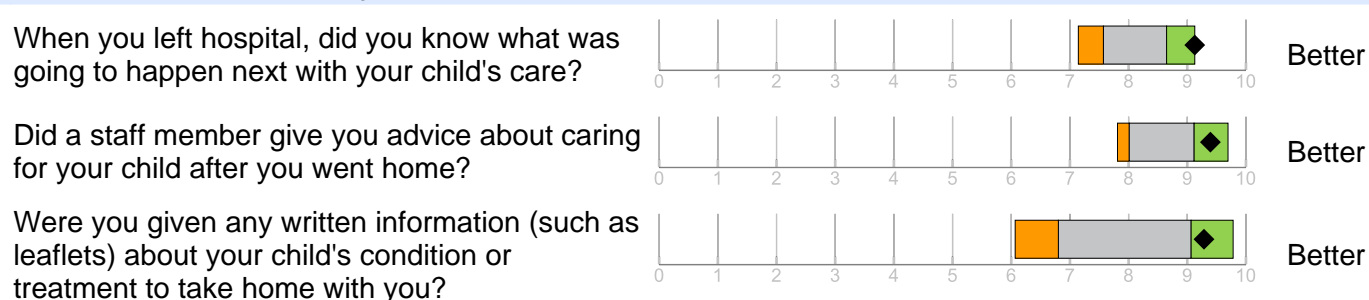 When you left hospital, did you know what was
going to happen next with your child's care?
0 1 2 3 4 5 6 7 8 9 10
Better
Did a staff member give you advice about caring
for your child after you went home?
0 1 2 3 4 5 6 7 8 9 10
Better
Were you given any written information (such as
leaflets) about your child's condition or
treatment to take home with you?
0 1 2 3 4 5 6 7 8 9 10
Better